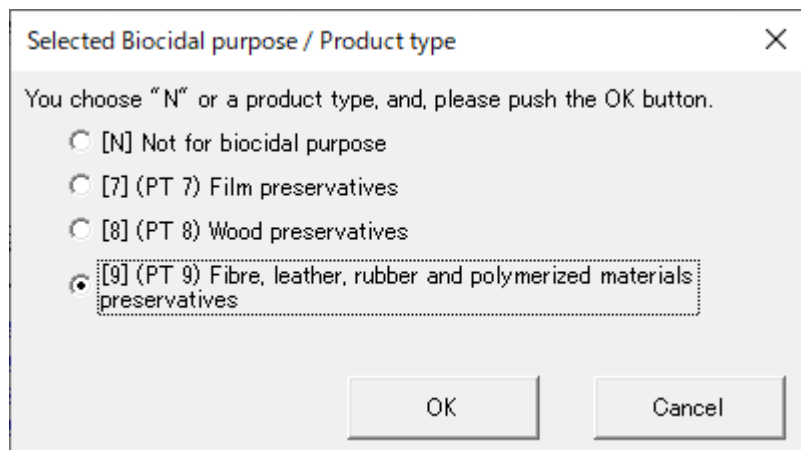 Selected Biocidal purpose / Product type
You choose "N" or a product type, and, please push the OK button.
[N] Not for biocidal purpose
[7] (PT 7) Film preservatives
[8] (PT 8) Wood preservatives
[9] (PT 9) Fibre, leather, rubber and polymerized materials
preservatives
OK
Cancel